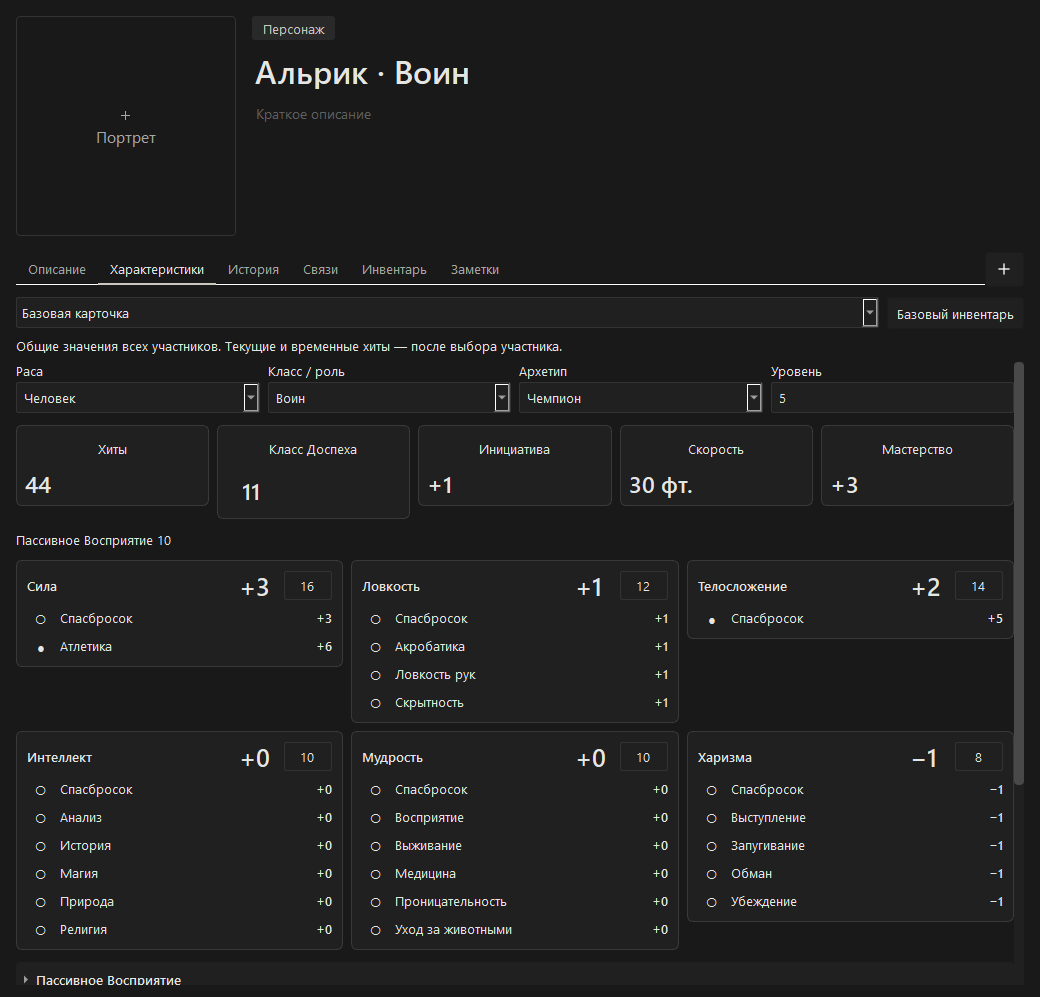 Персонаж
Альрик · Воин
Краткое описание
+
Портрет
Описание Характеристики История Связи Инвентарь Заметки +
Базовая карточка Базовый инвентарь
Общие значения всех участников. Текущие и временные хиты — после выбора участника.
Раса Класс / роль Архетип Уровень
Человек Воин Чемпион 5
Хиты Класс Доспеха Инициатива Скорость Мастерство
44 11 +1 30 фт. +3
Пассивное Восприятие 10
Сила +3 16
Спасбросок +3
Атлетика +6
Ловкость +1 12
Спасбросок +1
Акробатика +1
Ловкость рук +1
Скрытность +1
Телосложение +2 14
Спасбросок +5
Интеллект +0 10
Спасбросок +0
Анализ +0
История +0
Магия +0
Природа +0
Религия +0
Мудрость +0 10
Спасбросок +0
Восприятие +0
Выживание +0
Медицина +0
Проницательность +0
Уход за животными +0
Харизма −1 8
Спасбросок −1
Выступление −1
Запугивание −1
Обман −1
Убеждение −1
Пассивное Восприятие